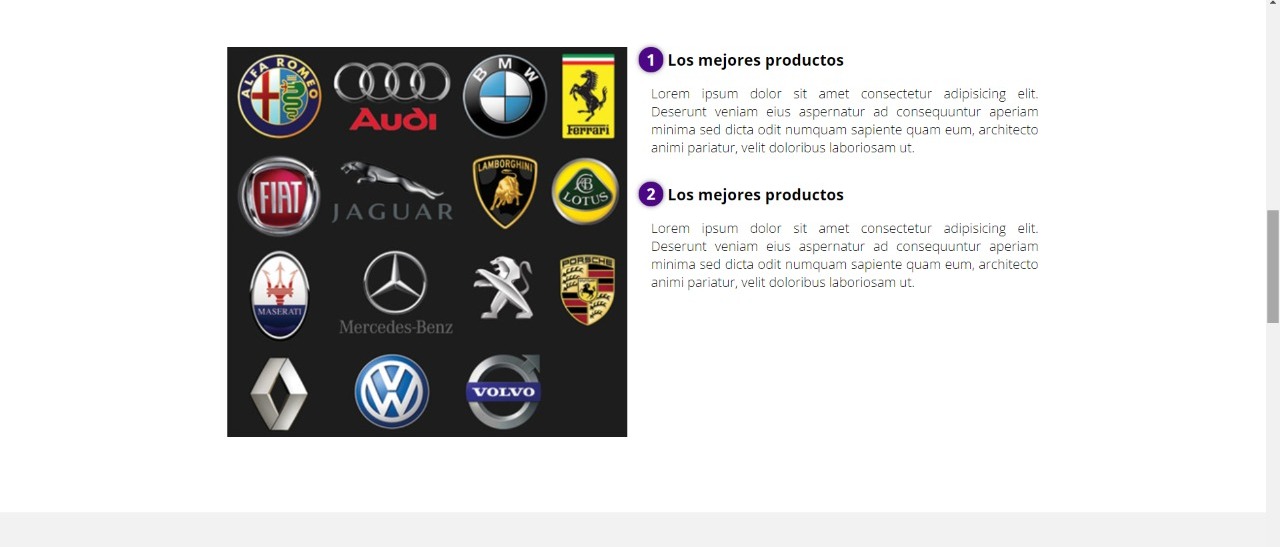 ALFA ROMEO
Audi
BMW
Ferrari
FIAT
JAGUAR
LAMBORGHINI
LOTUS
MASERATI
Mercedes-Benz
PORSCHE
VW
VOLVO
1 Los mejores productos
Lorem ipsum dolor sit amet consectetur adipisicing elit.
Deserunt veniam eius aspernatur ad consequuntur aperiam
minima sed dicta odit numquam sapiente quam eum, architecto
animi pariatur, velit doloribus laboriosam ut.
2 Los mejores productos
Lorem ipsum dolor sit amet consectetur adipisicing elit.
Deserunt veniam eius aspernatur ad consequuntur aperiam
minima sed dicta odit numquam sapiente quam eum, architecto
animi pariatur, velit doloribus laboriosam ut.